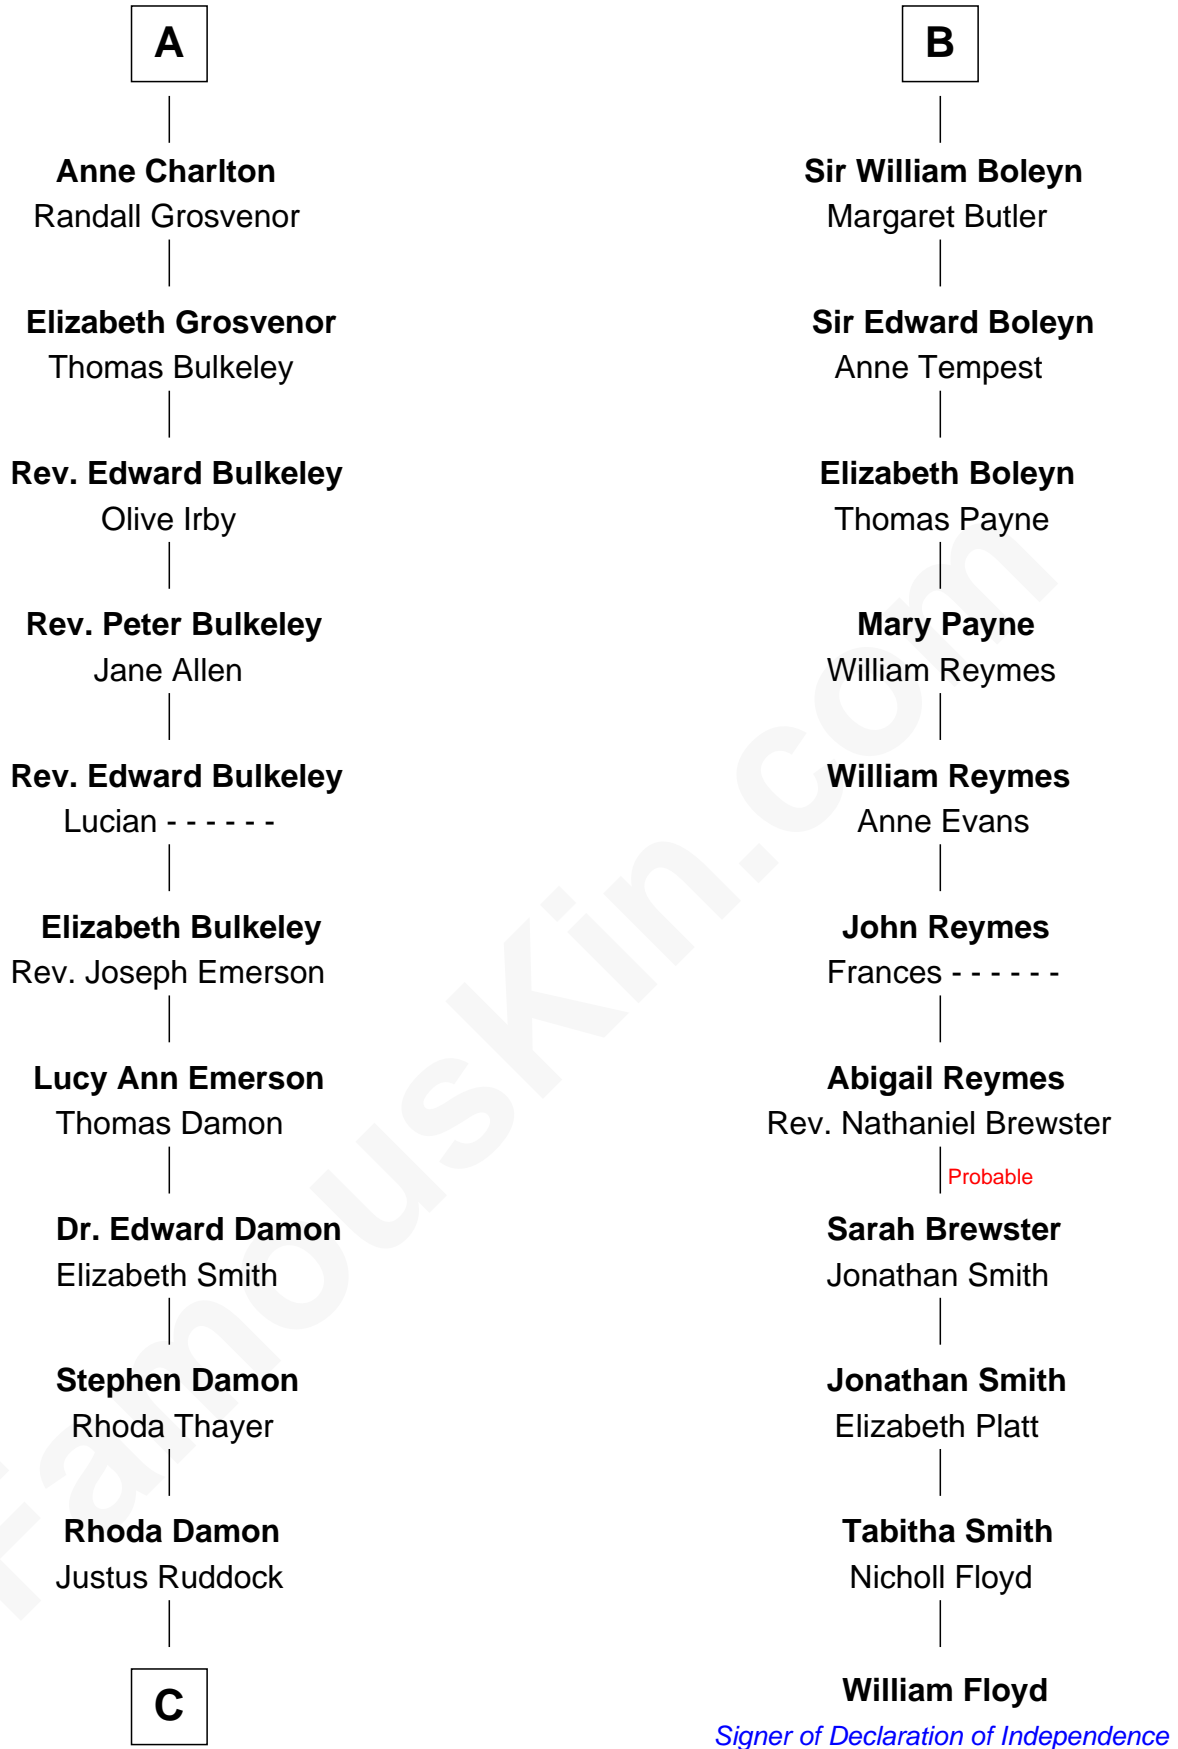 A
Anne Charlton
Randall Grosvenor
Elizabeth Grosvenor
Thomas Bulkeley
Rev. Edward Bulkeley
Olive Irby
Rev. Peter Bulkeley
Jane Allen
Rev. Edward Bulkeley
Lucian - - - - - -
Elizabeth Bulkeley
Rev. Joseph Emerson
Lucy Ann Emerson
Thomas Damon
Dr. Edward Damon
Elizabeth Smith
Stephen Damon
Rhoda Thayer
Rhoda Damon
Justus Ruddock
C
B
Sir William Boleyn
Margaret Butler
Sir Edward Boleyn
Anne Tempest
Elizabeth Boleyn
Thomas Payne
Mary Payne
William Reymes
William Reymes
Anne Evans
John Reymes
Frances - - - - - -
Abigail Reymes
Rev. Nathaniel Brewster
Probable
Sarah Brewster
Jonathan Smith
Jonathan Smith
Elizabeth Platt
Tabitha Smith
Nicholl Floyd
William Floyd
Signer of Declaration of Independence
FamousKin.com